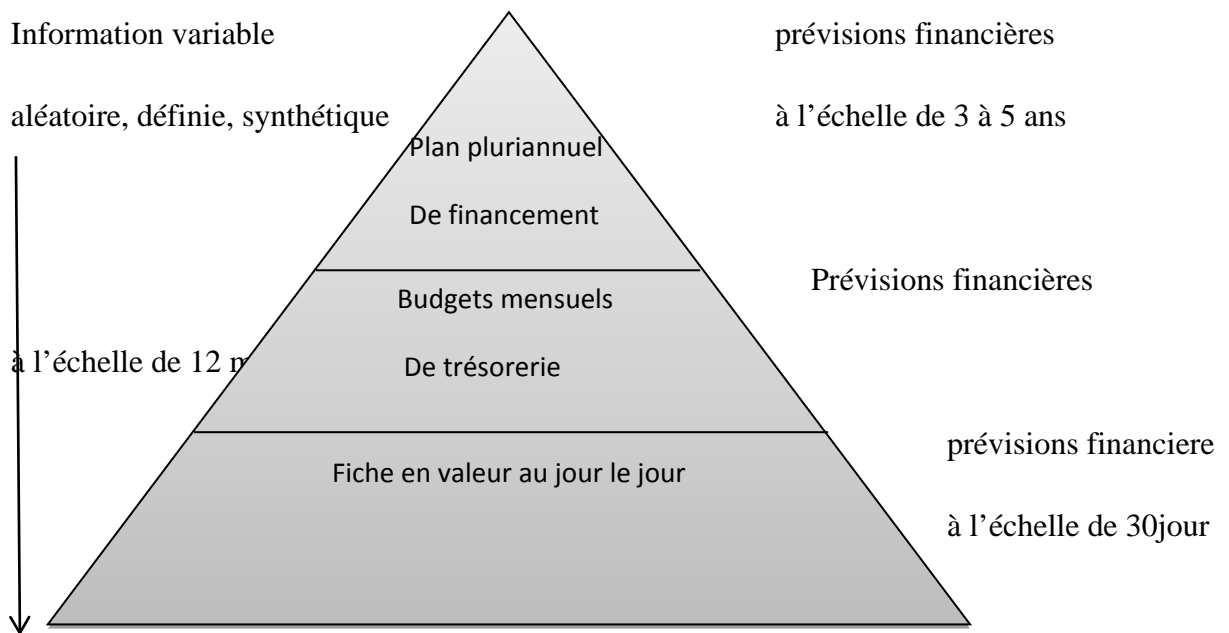 Information variable
prévisions financières
aléatoire, définie, synthétique
à l’échelle de 3 à 5 ans
Plan pluriannuel
De financement
Prévisions financières
Budgets mensuels
à l’échelle de 12
De trésorerie
prévisions financiere
Fiche en valeur au jour le jour
à l’échelle de 30jour